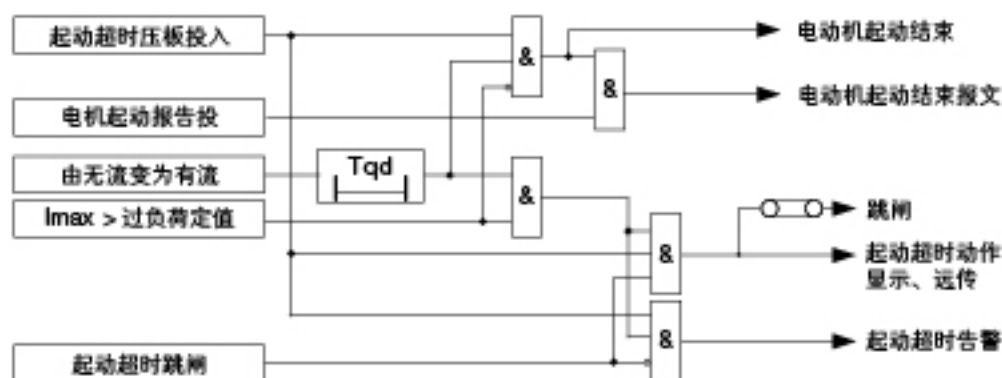 起动超时压板投入
电动机起动结束
&
&
电动机起动结束报文
电机起动报告投
由无流变为有流
Tqd
&
Imax > 过负荷定值
跳闸
&
起动超时动作
显示、远传
&
起动超时告警
起动超时跳闸